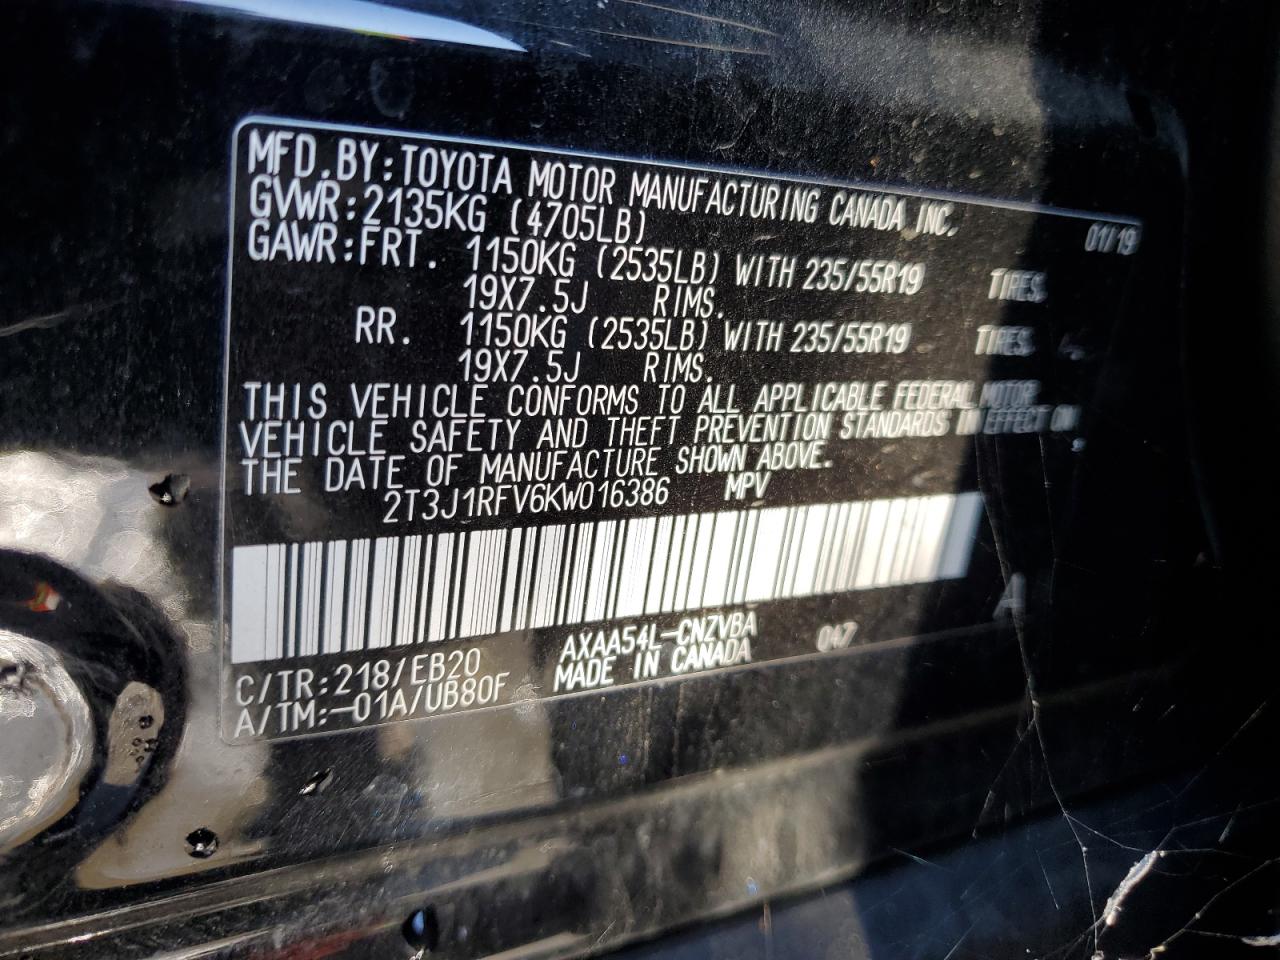 MFD.BY:TOYOTA MOTOR MANUFACTURING CANADA INC. 01/19
GVWR:2135KG (4705LB)
GAWR:FRT. 1150KG (2535LB) WITH 235/55R19 TIRES,
19X7.5J RIMS.
RR. 1150KG (2535LB) WITH 235/55R19 TIRES,
19X7.5J RIMS.
THIS VEHICLE CONFORMS TO ALL APPLICABLE FEDERAL MOTOR
VEHICLE SAFETY AND THEFT PREVENTION STANDARDS IN EFFECT ON
THE DATE OF MANUFACTURE SHOWN ABOVE.
2T3J1RFV6KW016386 MPV
C/TR:218/EB20 AXAA54L-CNZVBA 0A7 A
A/TM:-01A/UB80F MADE IN CANADA